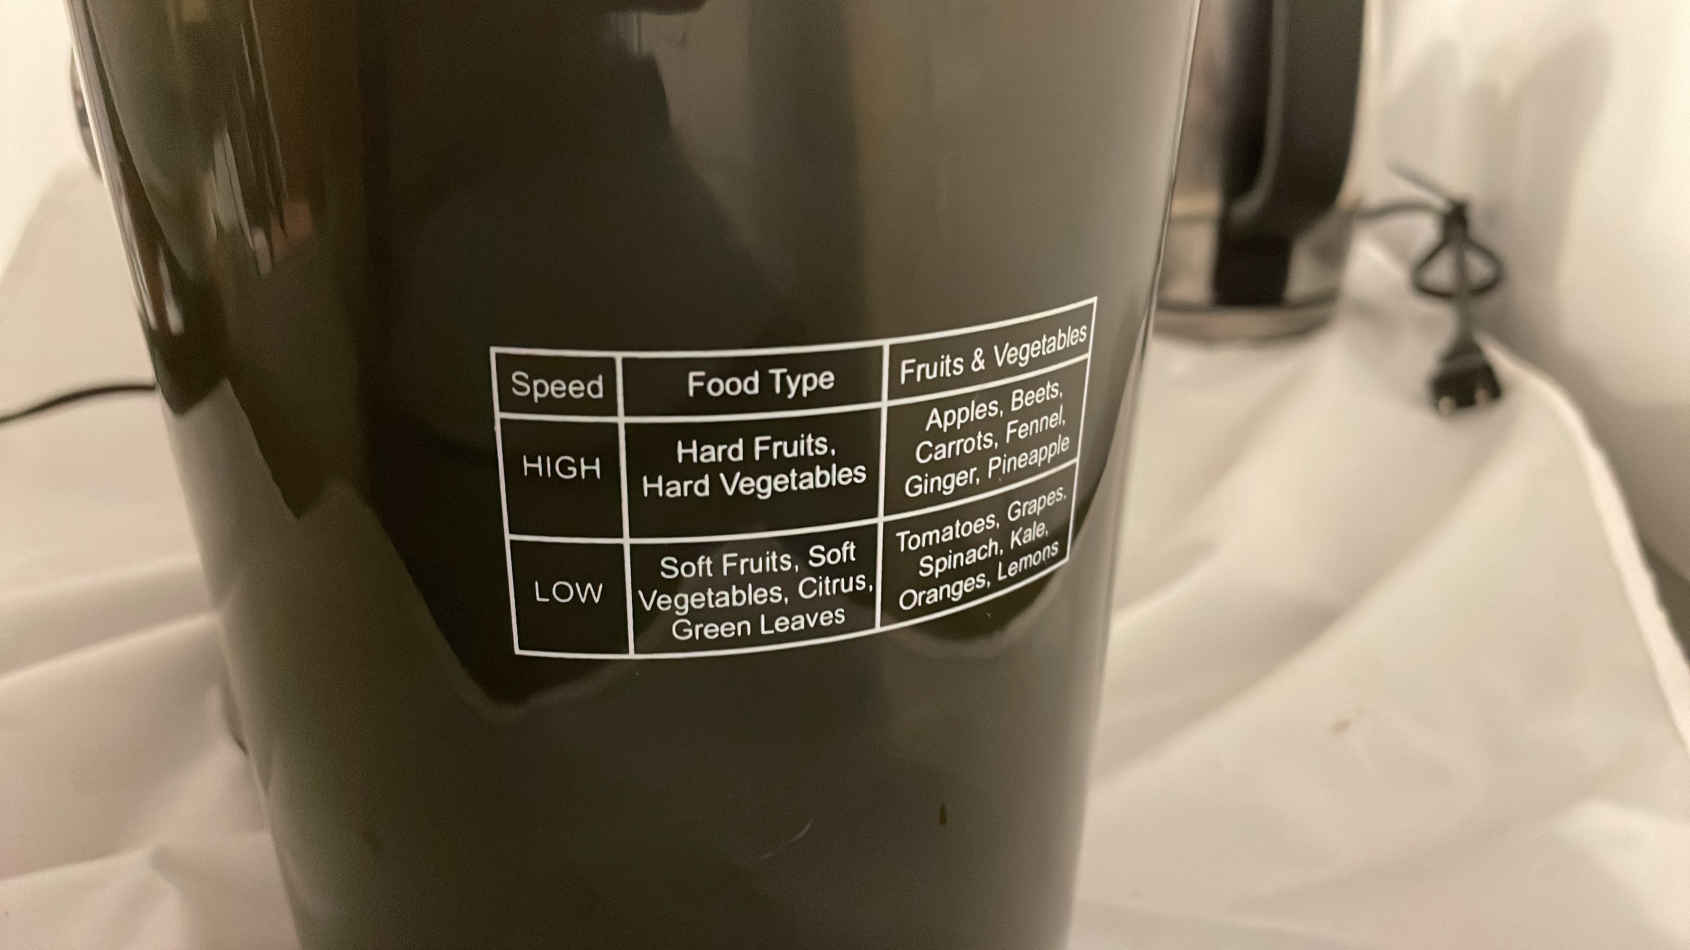 Speed Food Type Fruits & Vegetables
HIGH
Hard Fruits,
Hard Vegetables
Apples, Beets,
Carrots, Fennel,
Ginger, Pineapple
LOW
Soft Fruits, Soft
Vegetables, Citrus,
Green Leaves
Tomatoes, Grapes,
Spinach, Kale,
Oranges, Lemons